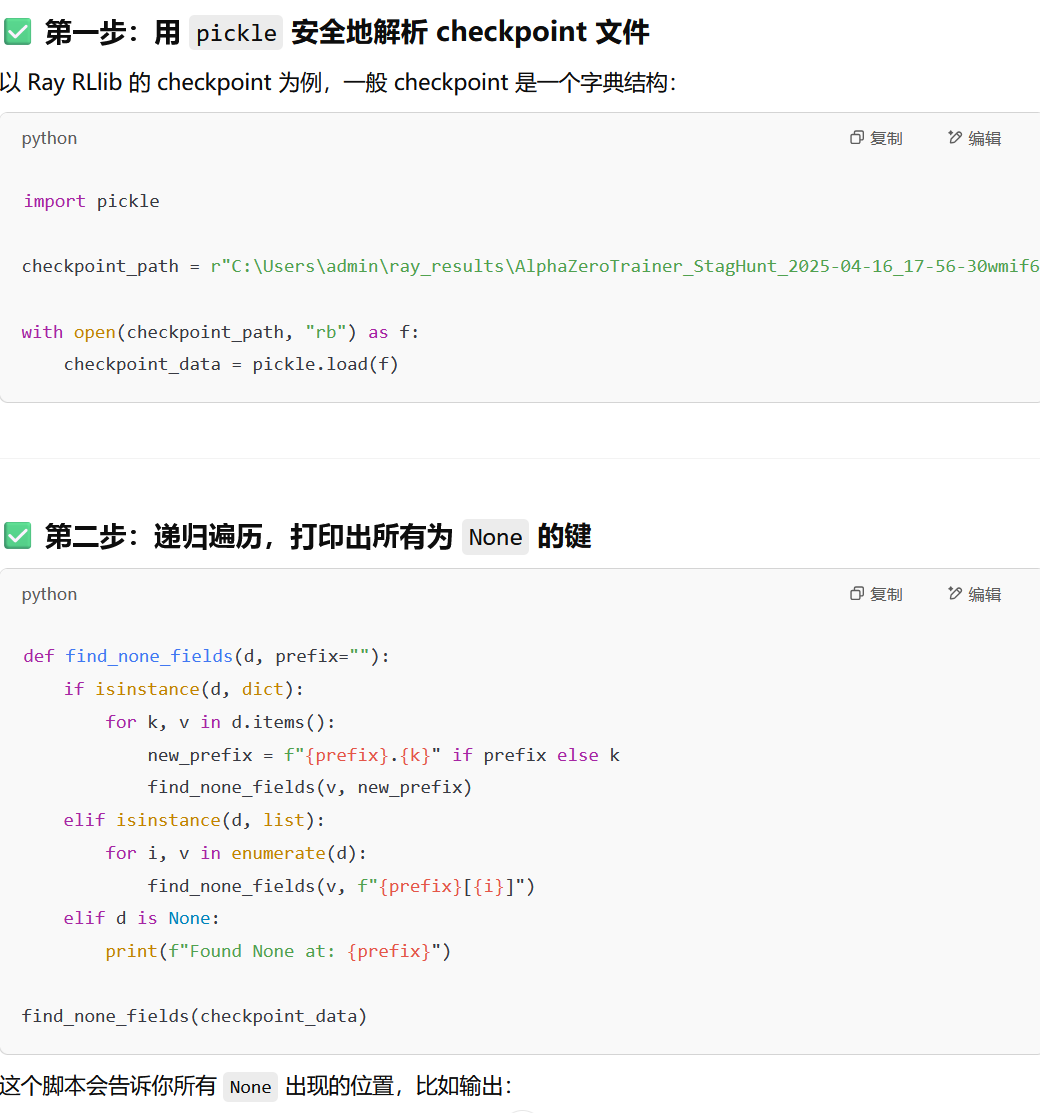 ✅ 第一步：用 pickle 安全地解析 checkpoint 文件
以 Ray RLlib 的 checkpoint 为例，一般 checkpoint 是一个字典结构：
python 复制 编辑
import pickle
checkpoint_path = r"C:\Users\admin\ray_results\AlphaZeroTrainer_StagHunt_2025-04-16_17-56-30wmif6
with open(checkpoint_path, "rb") as f:
    checkpoint_data = pickle.load(f)
✅ 第二步：递归遍历，打印出所有为 None 的键
python 复制 编辑
def find_none_fields(d, prefix=""):
    if isinstance(d, dict):
        for k, v in d.items():
            new_prefix = f"{prefix}.{k}" if prefix else k
            find_none_fields(v, new_prefix)
    elif isinstance(d, list):
        for i, v in enumerate(d):
            find_none_fields(v, f"{prefix}[{i}]")
    elif d is None:
        print(f"Found None at: {prefix}")
find_none_fields(checkpoint_data)
这个脚本会告诉你所有 None 出现的位置，比如输出：